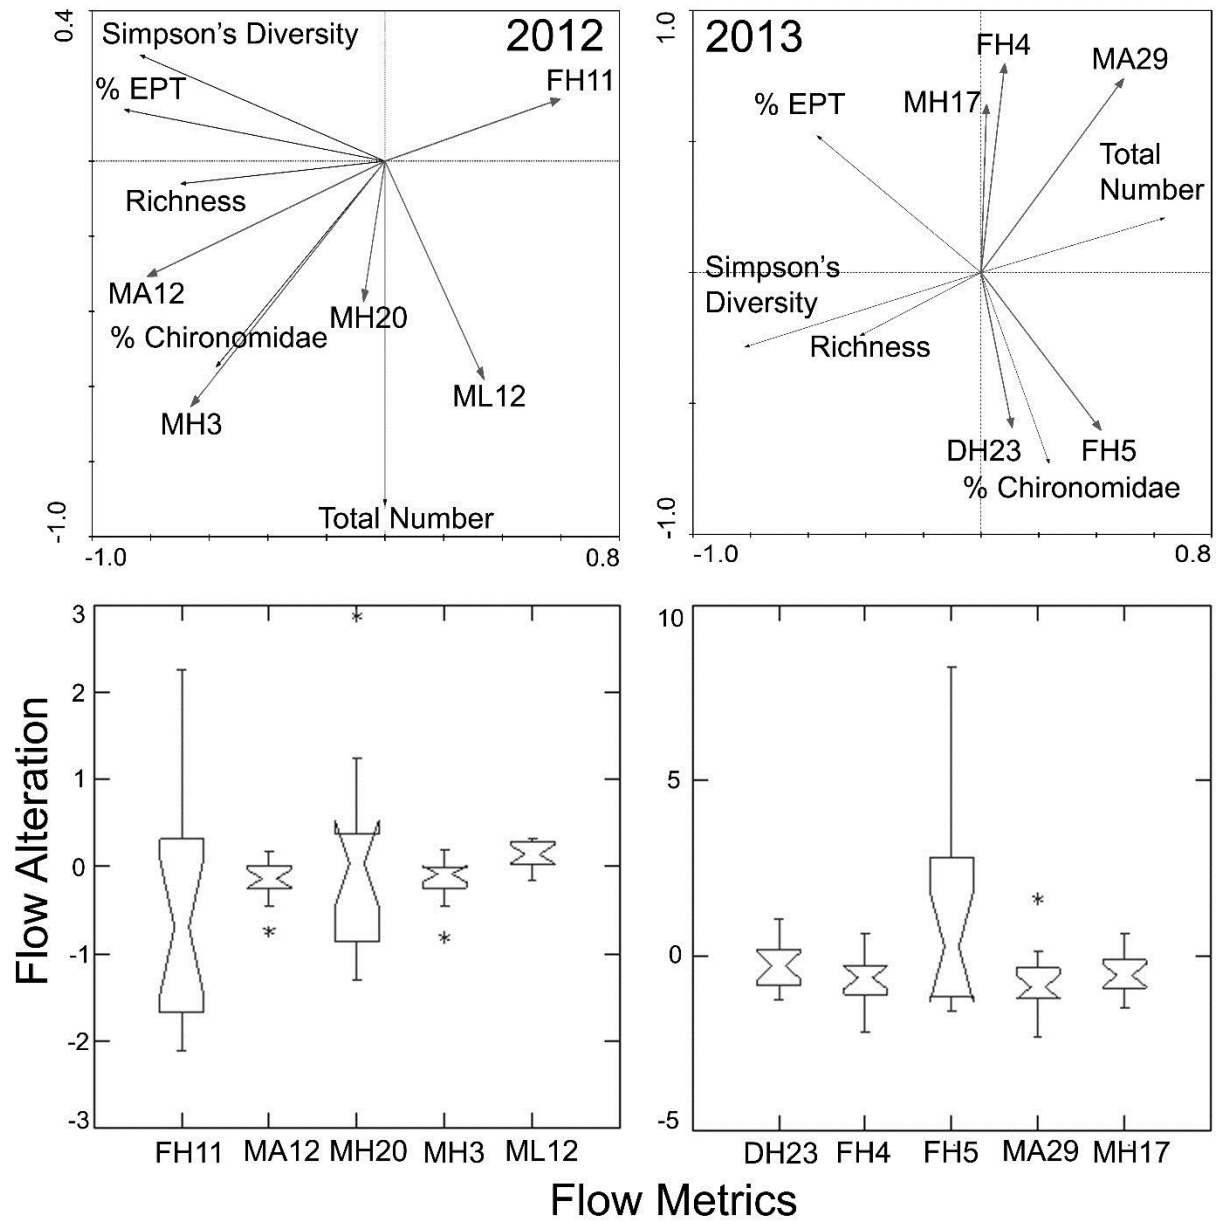 0.4
Simpson's Diversity
2012
% EPT
FH11
Richness
MA12
MH20
% Chironomidae
ML12
MH3
Total Number
-1.0
-1.0
0.8
1.0
2013
FH4
MA29
% EPT
MH17
Total
Number
Simpson's
Diversity
Richness
DH23
FH5
% Chironomidae
-1.0
-1.0
0.8
Flow Alteration
3
2
1
0
-1
-2
-3
*
*
*
FH11 MA12 MH20 MH3 ML12
10
5
0
-5
*
DH23 FH4 FH5 MA29 MH17
Flow Metrics